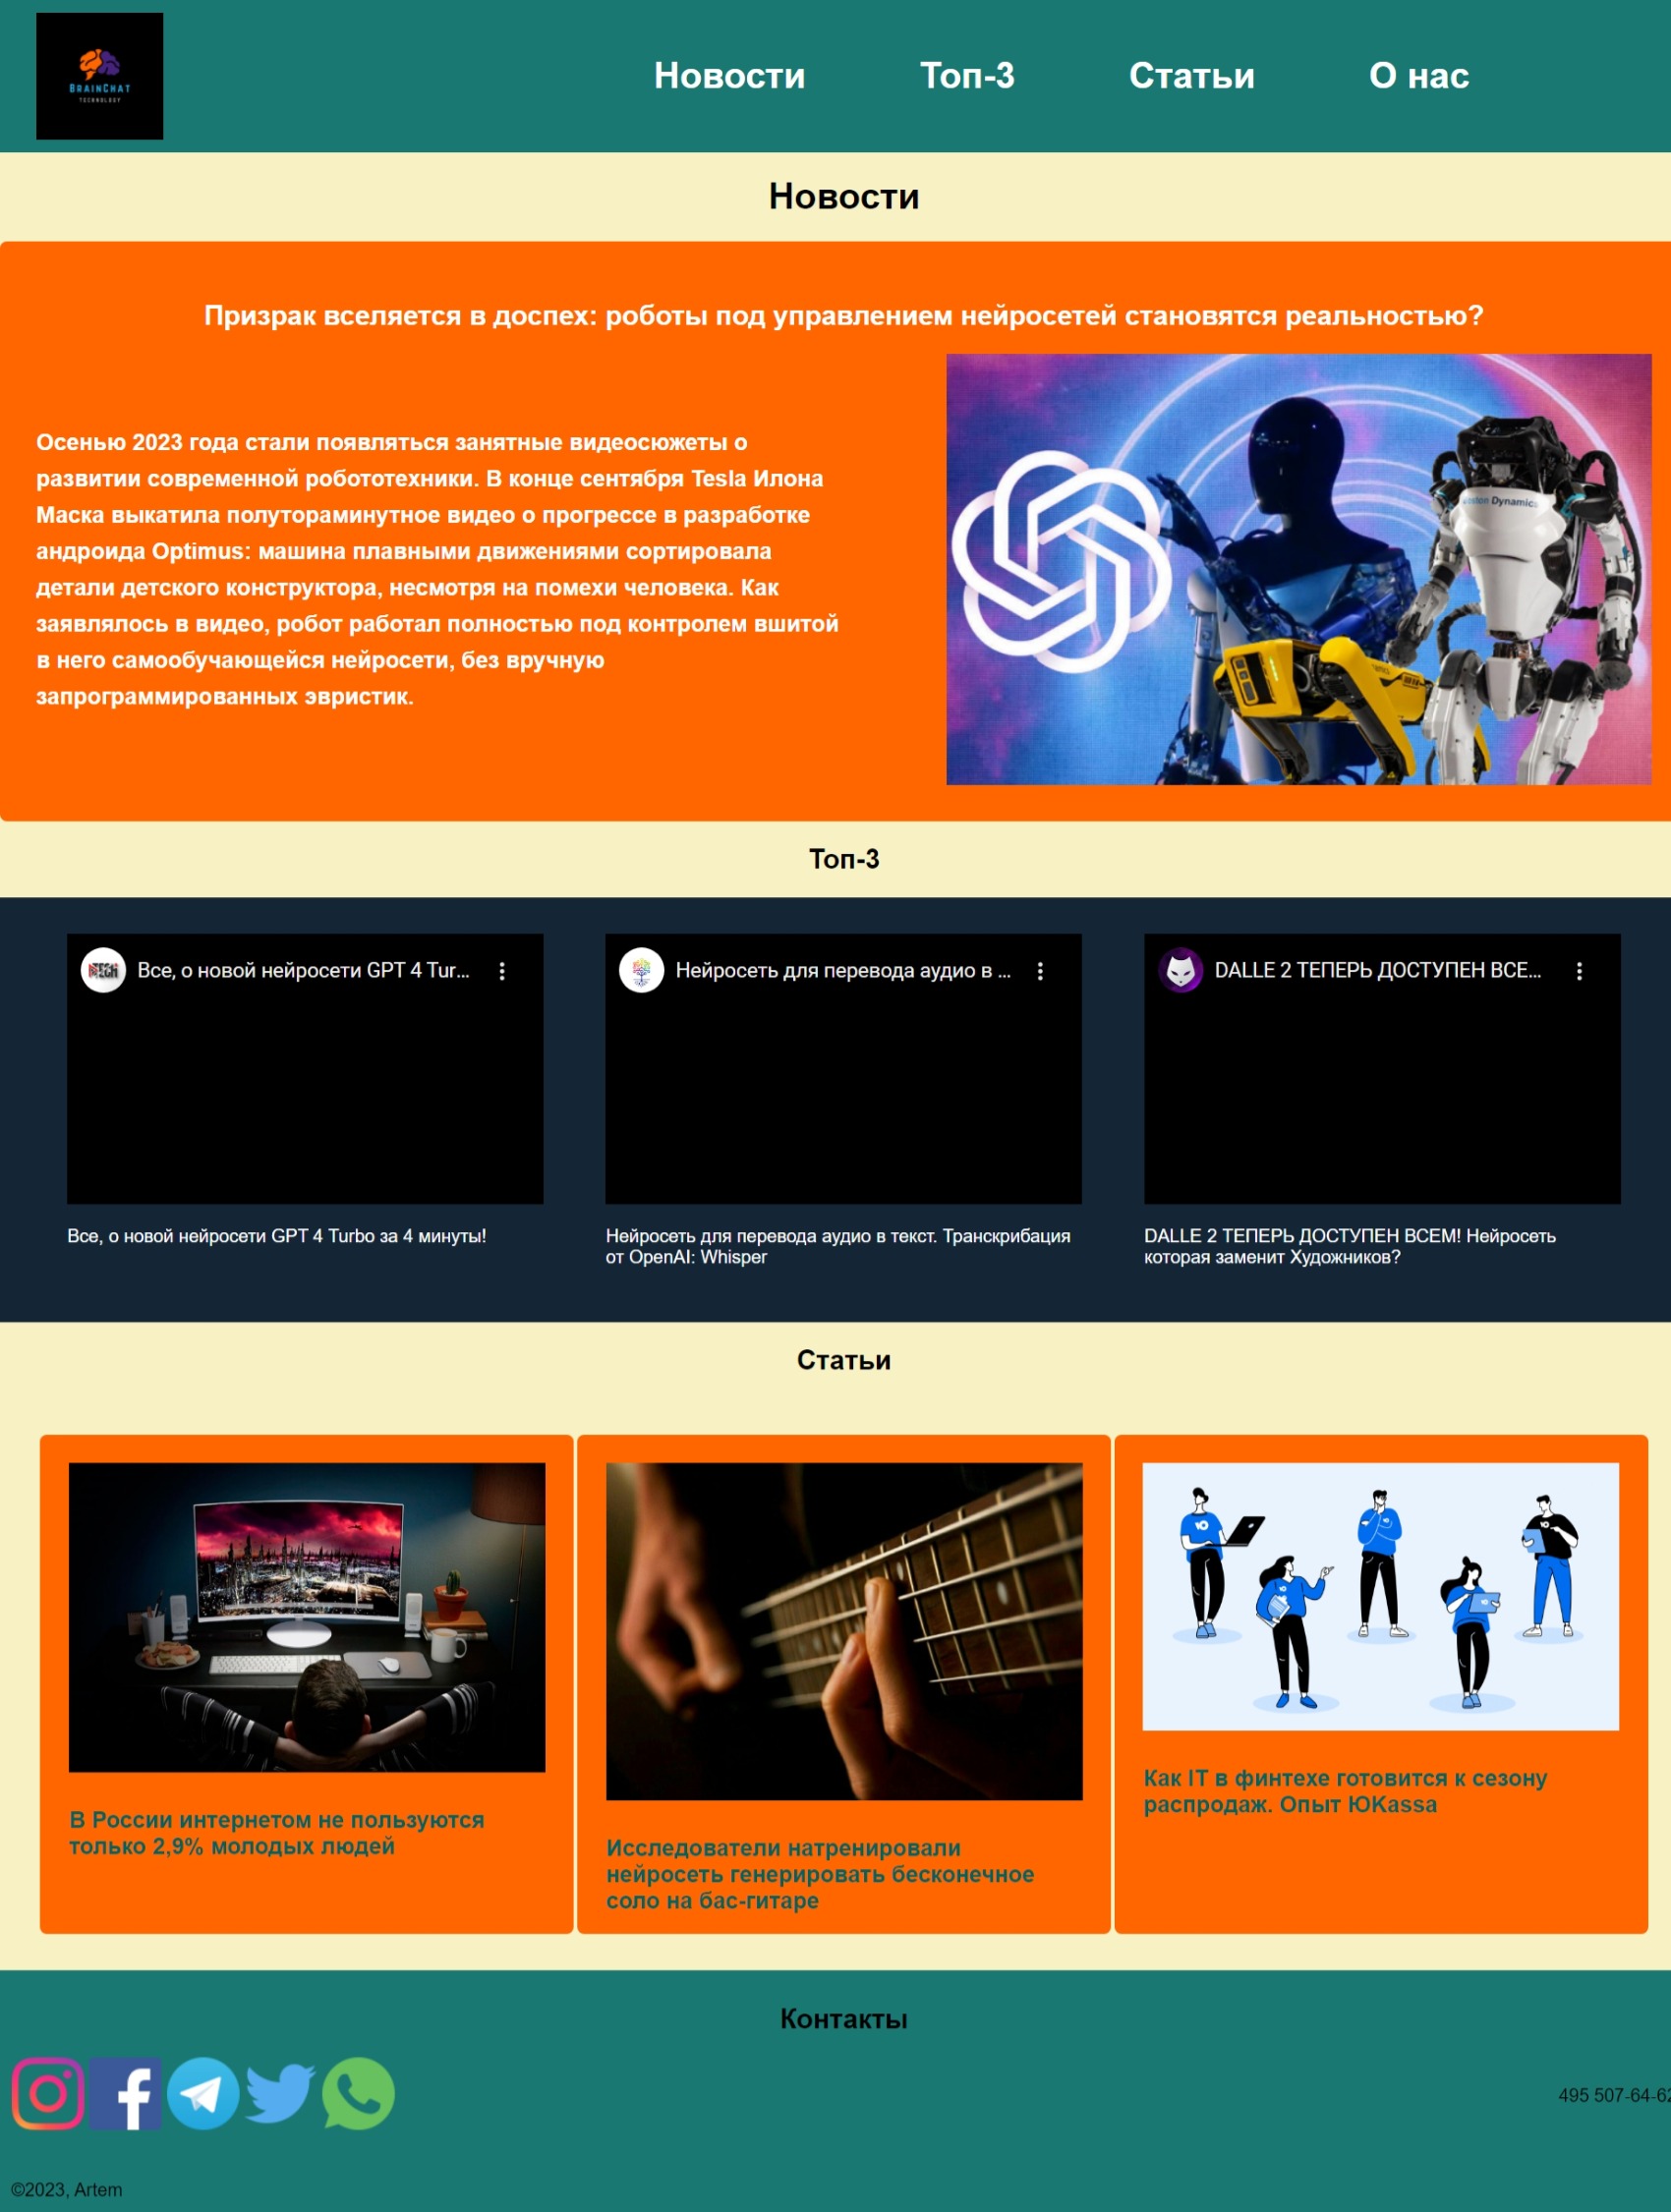 BRAINCHAT
TECHNOLOGY
Новости
Топ-3
Статьи
О нас
Новости
Призрак вселяется в доспех: роботы под управлением нейросетей становятся реальностью?
Осенью 2023 года стали появляться занятные видеосюжеты о
развитии современной робототехники. В конце сентября Tesla Илона
Маска выкатила полутораминутное видео о прогрессе в разработке
андроида Optimus: машина плавными движениями сортировала
детали детского конструктора, несмотря на помехи человека. Как
заявлялось в видео, робот работал полностью под контролем вшитой
в него самообучающейся нейросети, без вручную
запрограммированных эвристик.
Dynamics
Топ-3
Все, о новой нейросети GPT 4 Tur...
Нейросеть для перевода аудио в ...
DALLE 2 ТЕПЕРЬ ДОСТУПЕН ВСЕ...
Все, о новой нейросети GPT 4 Turbo за 4 минуты!
Нейросеть для перевода аудио в текст. Транскрибация
от OpenAI: Whisper
DALLE 2 ТЕПЕРЬ ДОСТУПЕН ВСЕМ! Нейросеть
которая заменит Художников?
Статьи
В России интернетом не пользуются
только 2,9% молодых людей
Исследователи натренировали
нейросеть генерировать бесконечное
соло на бас-гитаре
Как IT в финтехе готовится к сезону
распродаж. Опыт ЮKassa
Контакты
495 507-64-62
©2023, Artem